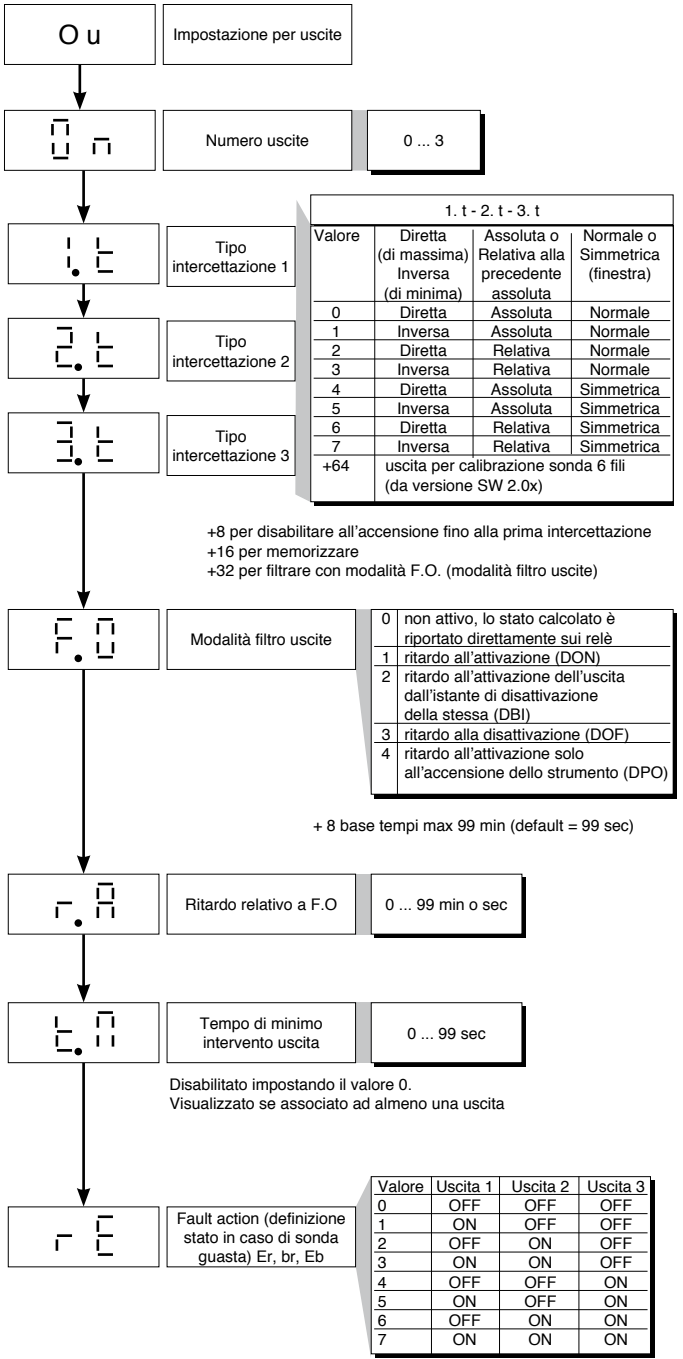 O u
Impostazione per uscite
0 n
Numero uscite
0 ... 3
1. t
Tipo
intercettazione 1
2. t
Tipo
intercettazione 2
3. t
Tipo
intercettazione 3
1. t - 2. t - 3. t
Valore Diretta (di massima) Inversa (di minima) Assoluta o Relativa alla precedente assoluta Normale o Simmetrica (finestra)
0 Diretta Assoluta Normale
1 Inversa Assoluta Normale
2 Diretta Relativa Normale
3 Inversa Relativa Normale
4 Diretta Assoluta Simmetrica
5 Inversa Assoluta Simmetrica
6 Diretta Relativa Simmetrica
7 Inversa Relativa Simmetrica
+64 uscita per calibrazione sonda 6 fili
(da versione SW 2.0x)
+8 per disabilitare all'accensione fino alla prima intercettazione
+16 per memorizzare
+32 per filtrare con modalità F.O. (modalità filtro uscite)
F. 0
Modalità filtro uscite
0 non attivo, lo stato calcolato è
riportato direttamente sui relè
1 ritardo all'attivazione (DON)
2 ritardo all'attivazione dell'uscita
dall'istante di disattivazione
della stessa (DBI)
3 ritardo alla disattivazione (DOF)
4 ritardo all'attivazione solo
all'accensione dello strumento (DPO)
+ 8 base tempi max 99 min (default = 99 sec)
r. A
Ritardo relativo a F.O
0 ... 99 min o sec
t. M
Tempo di minimo
intervento uscita
0 ... 99 sec
Disabilitato impostando il valore 0.
Visualizzato se associato ad almeno una uscita
r E
Fault action (definizione
stato in caso di sonda
guasta) Er, br, Eb
Valore Uscita 1 Uscita 2 Uscita 3
0 OFF OFF OFF
1 ON OFF OFF
2 OFF ON OFF
3 ON ON OFF
4 OFF OFF ON
5 ON OFF ON
6 OFF ON ON
7 ON ON ON